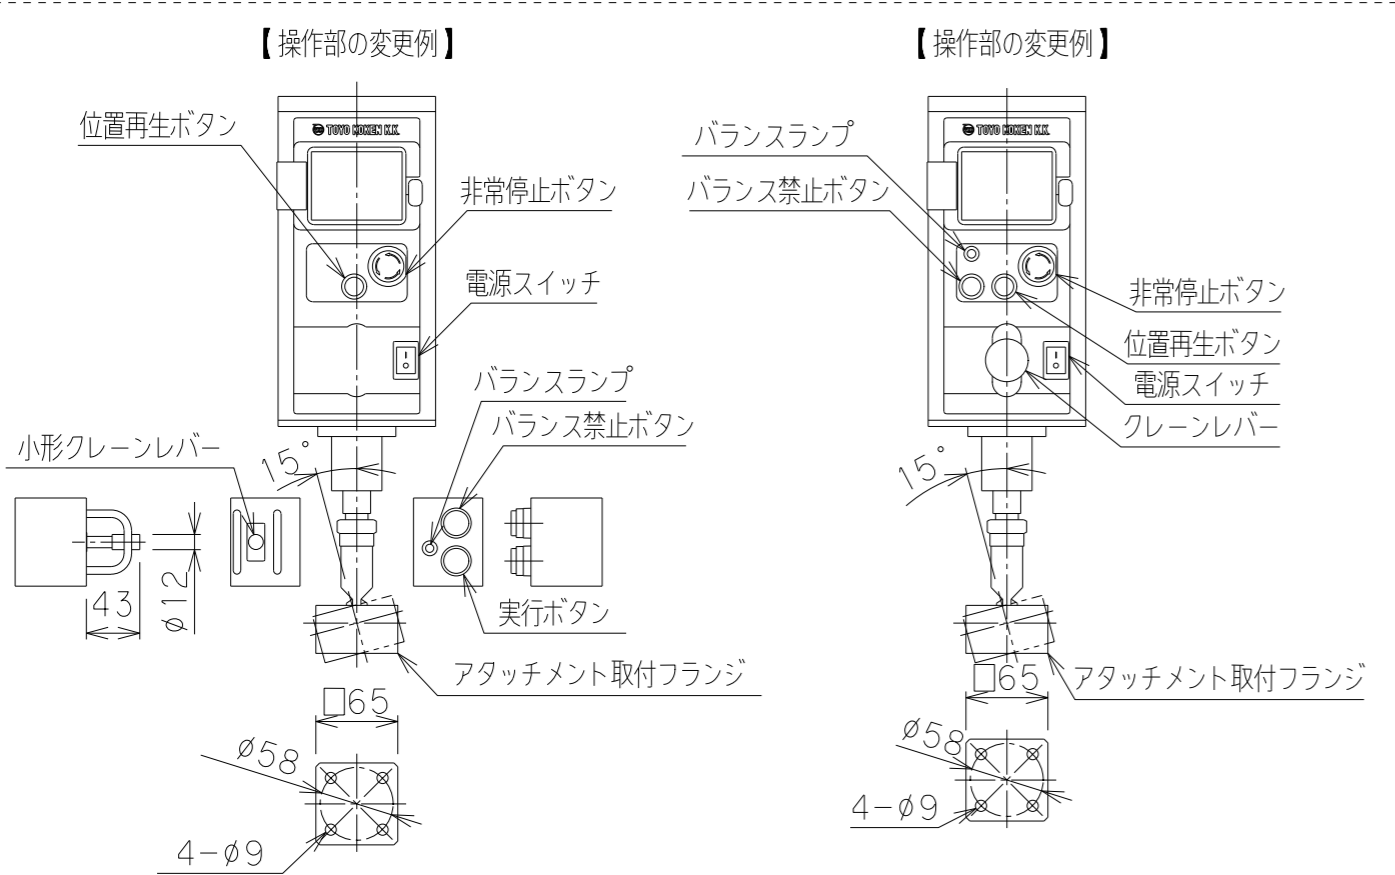 【操作部の変更例】
位置再生ボタン
TOYO KOKEN K.K.
非常停止ボタン
電源スイッチ
バランスランプ
バランス禁止ボタン
小形クレーンレバー
15°
43
ø12
実行ボタン
アタッチメント取付フランジ
□65
ø58
4-ø9
【操作部の変更例】
TOYO KOKEN K.K.
バランスランプ
バランス禁止ボタン
非常停止ボタン
位置再生ボタン
電源スイッチ
クレーンレバー
15°
アタッチメント取付フランジ
□65
ø58
4-ø9